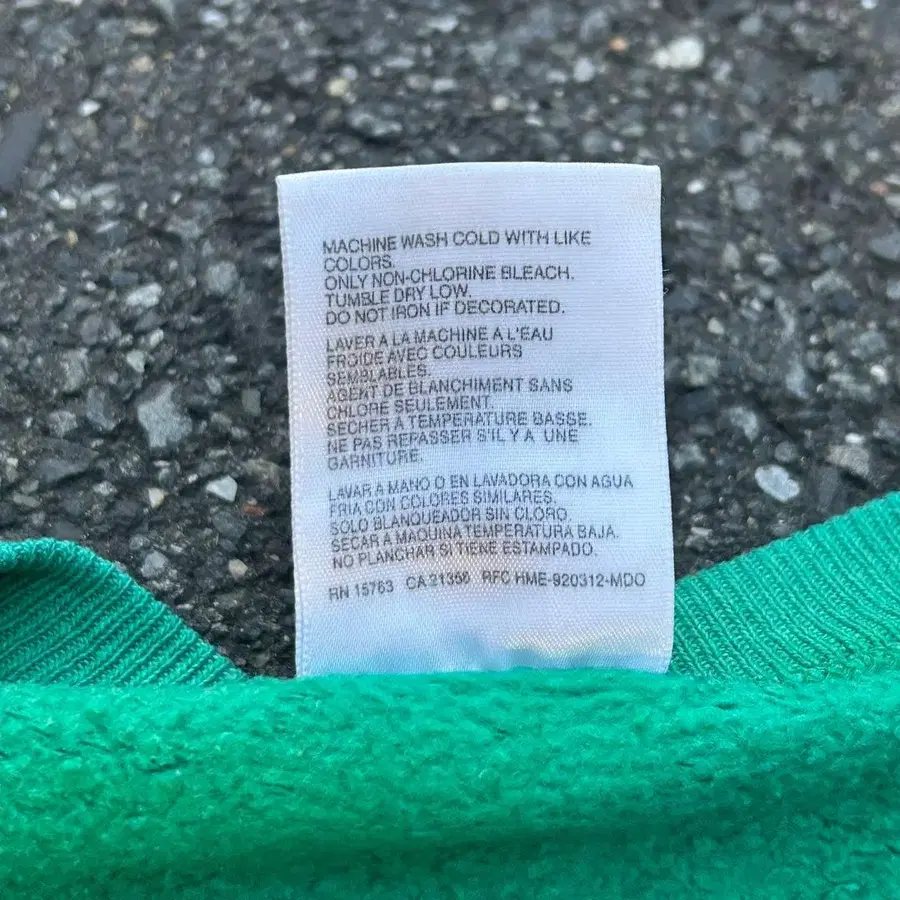 MACHINE WASH COLD WITH LIKE
COLORS.
ONLY NON-CHLORINE BLEACH.
TUMBLE DRY LOW.
DO NOT IRON IF DECORATED.
LAVER A LA MACHINE A L'EAU
FROIDE AVEC COULEURS
SEMBLABLES.
AGENT DE BLANCHIMENT SANS
CHLORE SEULEMENT.
SECHER A TEMPERATURE BASSE.
NE PAS REPASSER S'IL Y A UNE
GARNITURE.
LAVAR A MANO O EN LAVADORA CON AGUA
FRIA CON COLORES SIMILARES.
SOLO BLANQUEADOR SIN CLORO.
SECAR A MAQUINA TEMPERATURA BAJA.
NO PLANCHAR SI TIENE ESTAMPADO.
RN 15763 CA 21356 RFC HME-920312-MDO